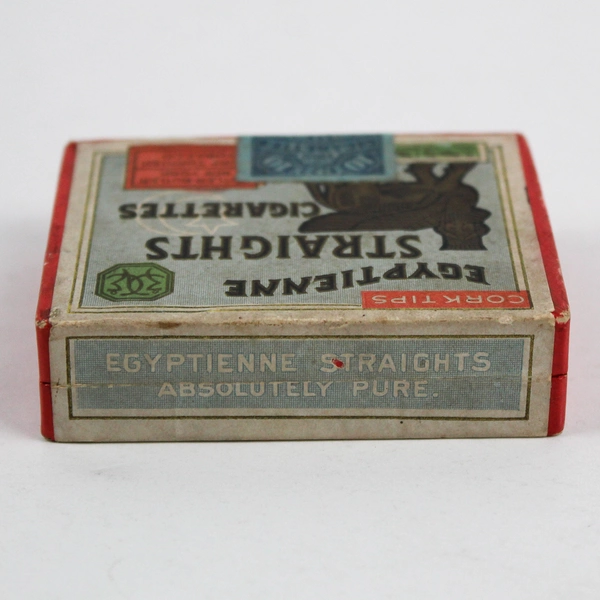 CORK TIPS
EGYPTIENNE
STRAIGHTS
CIGARETTES
EGYPTIENNE STRAIGHTS
ABSOLUTELY PURE.